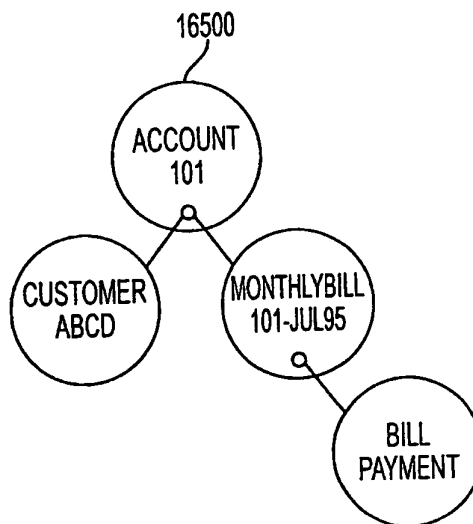 16500
ACCOUNT
101
CUSTOMER
ABCD
MONTHLYBILL
101-JUL95
BILL
PAYMENT